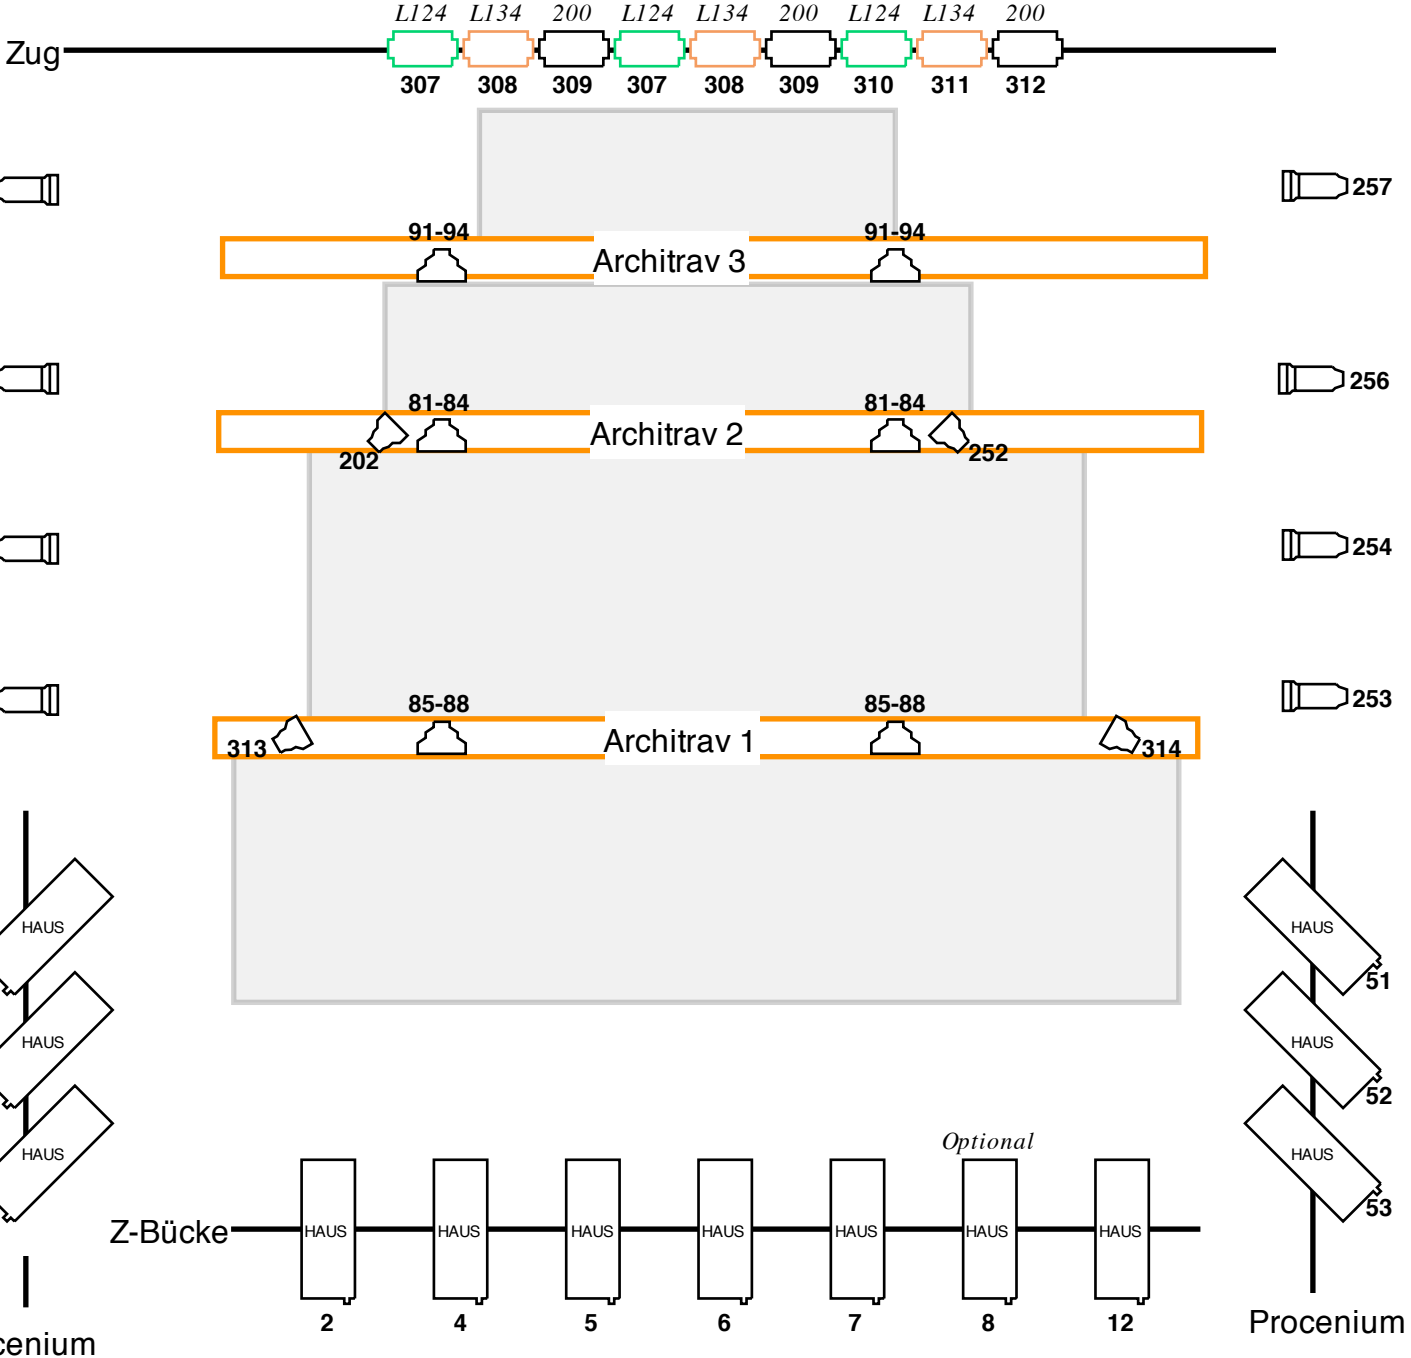 L124 L134 200 L124 L134 200 L124 L134 200
Zug
307 308 309 307 308 309 310 311 312
257
91-94 91-94
Architrav 3
256
81-84 81-84
Architrav 2
202 252
254
253
85-88 85-88
Architrav 1
313 314
HAUS HAUS
51
HAUS HAUS
52
Optional
HAUS HAUS
53
Z-Bücke HAUS HAUS HAUS HAUS HAUS HAUS HAUS
2 4 5 6 7 8 12
Procenium
cenium